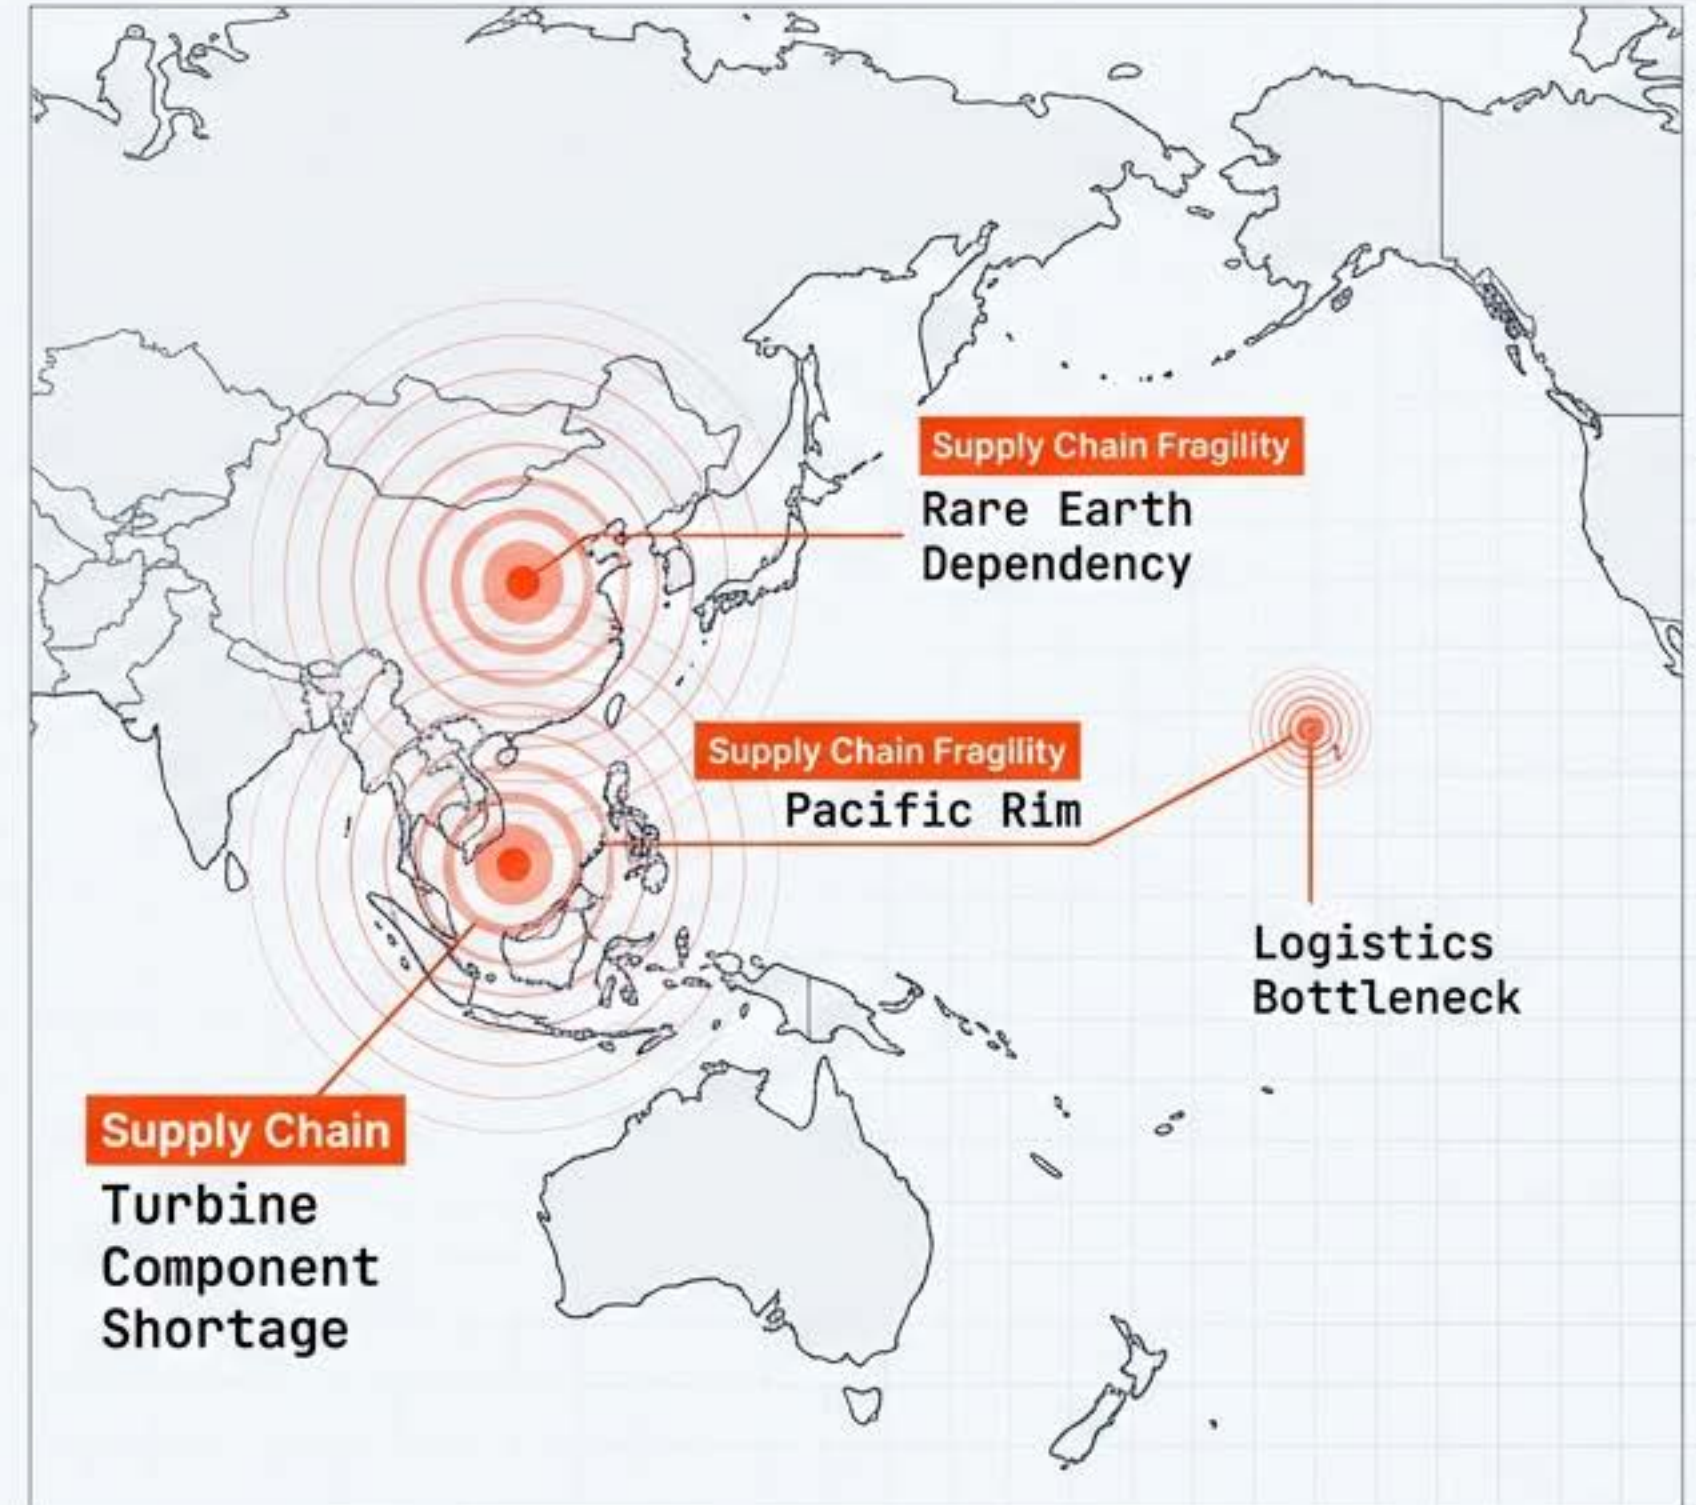 Supply Chain Fragility
Rare Earth
Dependency
Supply Chain Fragility
Pacific Rim
Logistics
Bottleneck
Supply Chain
Turbine
Component
Shortage